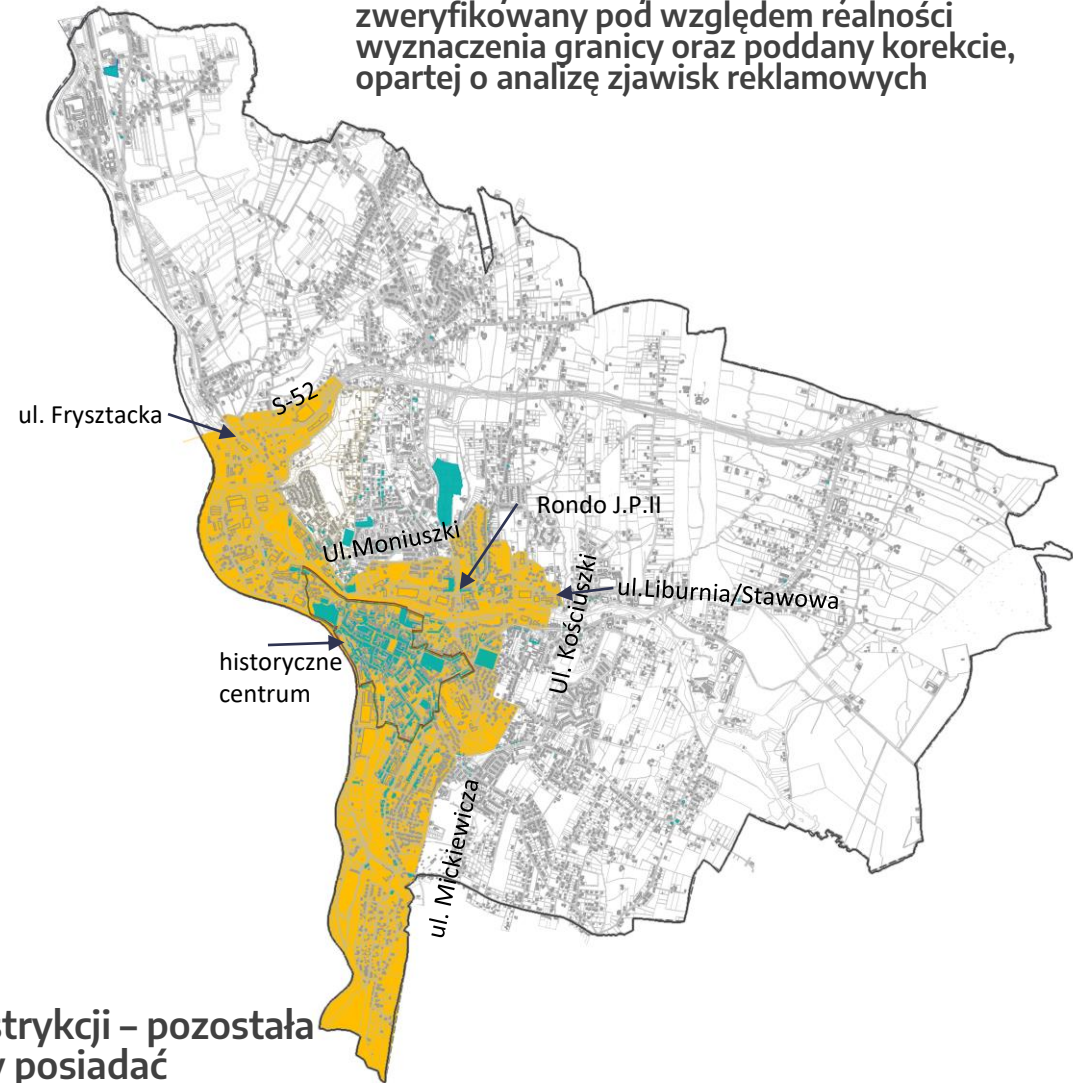 zweryfikowany pod względem realności
wyznaczenia granicy oraz poddany korekcie,
opartej o analizę zjawisk reklamowych
S-52
ul. Frysztacka
Rondo J.P.II
Ul.Moniuszki
ul.Liburnia/Stawowa
Ul. Kościuszki
historyczne
centrum
ul. Mickiewicza
strykcji – pozostała
posiadać